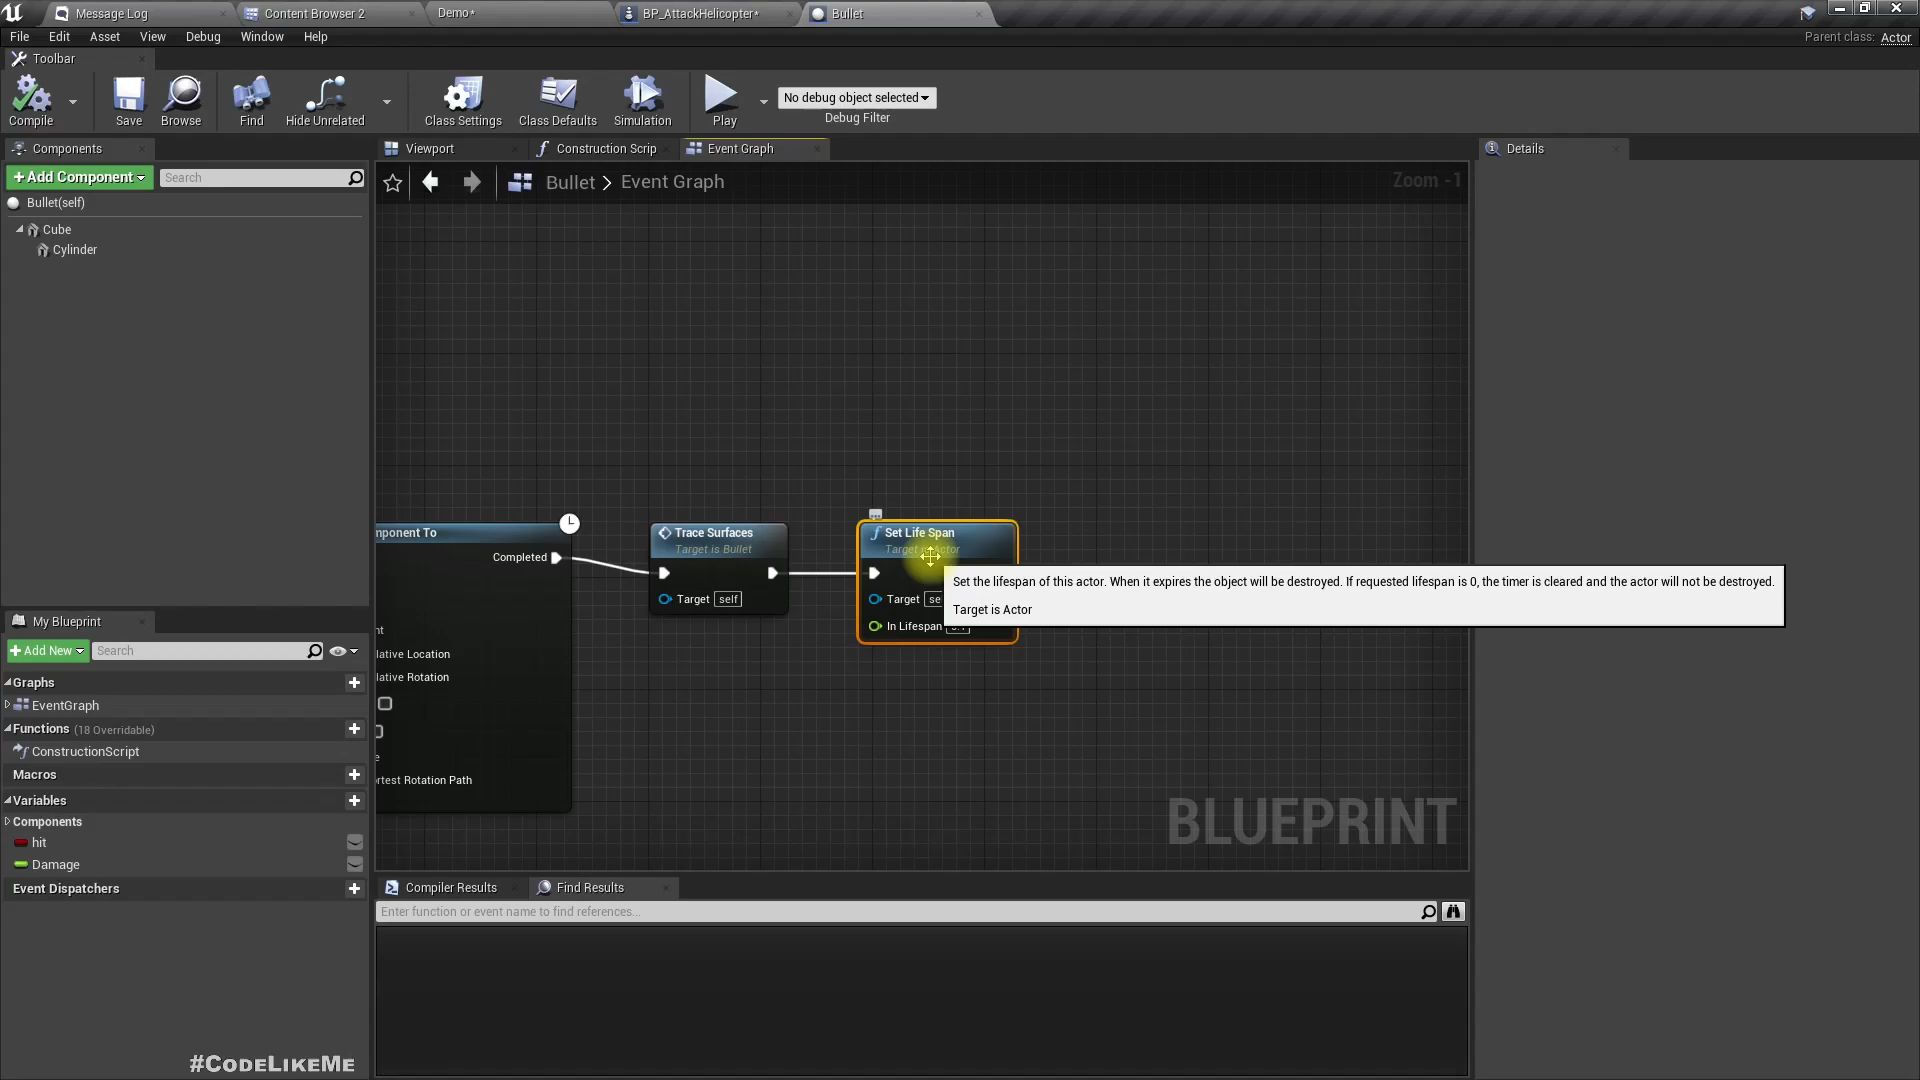 Message Log
Content Browser 2
Demo*
BP_AttackHelicopter*
Bullet
File Edit Asset View Debug Window Help
Parent class: Actor
Toolbar
Compile
Save
Browse
Find
Hide Unrelated
Class Settings
Class Defaults
Simulation
Play
No debug object selected
Debug Filter
Components
Viewport
Construction Scrip
Event Graph
Details
+Add Component
Search
Bullet > Event Graph
Zoom -1
Bullet(self)
Cube
Cylinder
mponent To
Completed
nt
lative Location
lative Rotation
e
rtest Rotation Path
Trace Surfaces
Target is Bullet
Target self
Set Life Span
Target is Actor
Target se
In Lifespan
Set the lifespan of this actor. When it expires the object will be destroyed. If requested lifespan is 0, the timer is cleared and the actor will not be destroyed.
Target is Actor
BLUEPRINT
My Blueprint
+Add New
Search
Graphs
EventGraph
Functions (18 Overridable)
ConstructionScript
Macros
Variables
Components
hit
Damage
Event Dispatchers
Compiler Results
Find Results
Enter function or event name to find references...
#CodeLikeMe